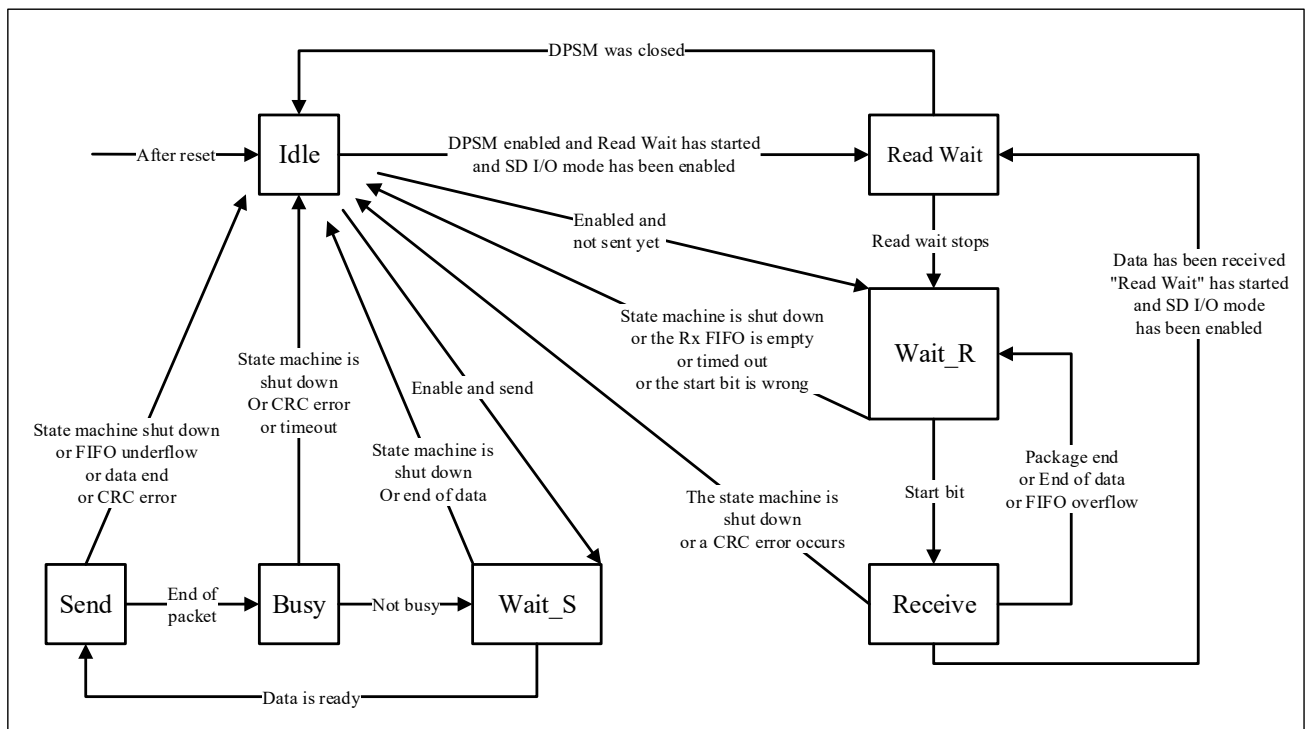 DPSM was closed
After reset
Idle
DPSM enabled and Read Wait has started
and SD I/O mode has been enabled
Read Wait
Enabled and
not sent yet
Read wait stops
Data has been received
"Read Wait" has started
and SD I/O mode
has been enabled
State machine is shut down
or the Rx FIFO is empty
or timed out
or the start bit is wrong
Wait_R
State machine is
shut down
Or CRC error
or timeout
Enable and send
State machine shut down
or FIFO underflow
or data end
or CRC error
State machine is
shut down
Or end of data
Package end
or End of data
or FIFO overflow
Start bit
The state machine is
shut down
or a CRC error occurs
Send
End of
packet
Busy
Not busy
Wait_S
Receive
Data is ready